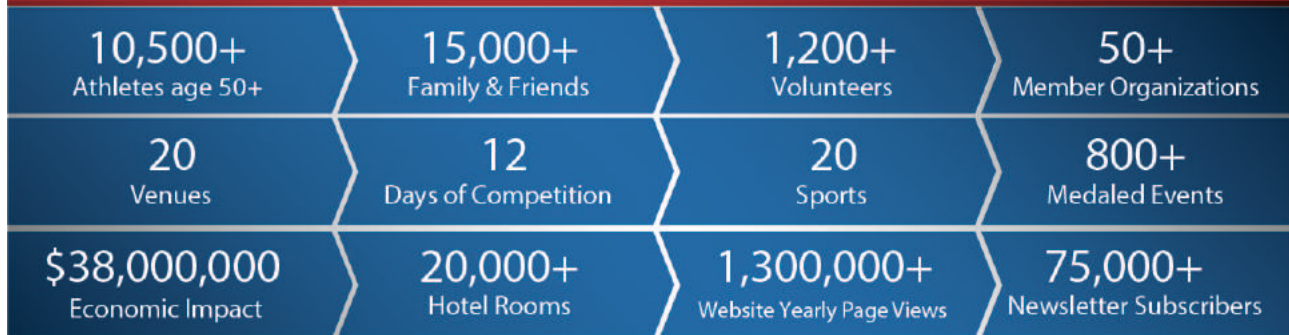 10,500+
Athletes age 50+
15,000+
Family & Friends
1,200+
Volunteers
50+
Member Organizations
20
Venues
12
Days of Competition
20
Sports
800+
Medaled Events
$38,000,000
Economic Impact
20,000+
Hotel Rooms
1,300,000+
Website Yearly Page Views
75,000+
Newsletter Subscribers